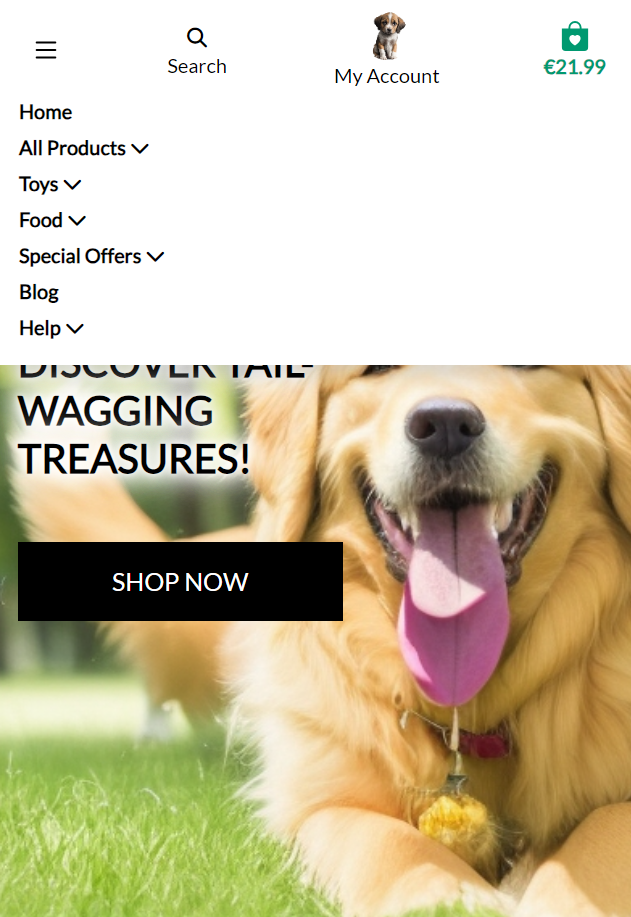 Search
My Account
€21.99
Home
All Products
Toys
Food
Special Offers
Blog
Help
DISCOVER TAIL-
WAGGING
TREASURES!
SHOP NOW